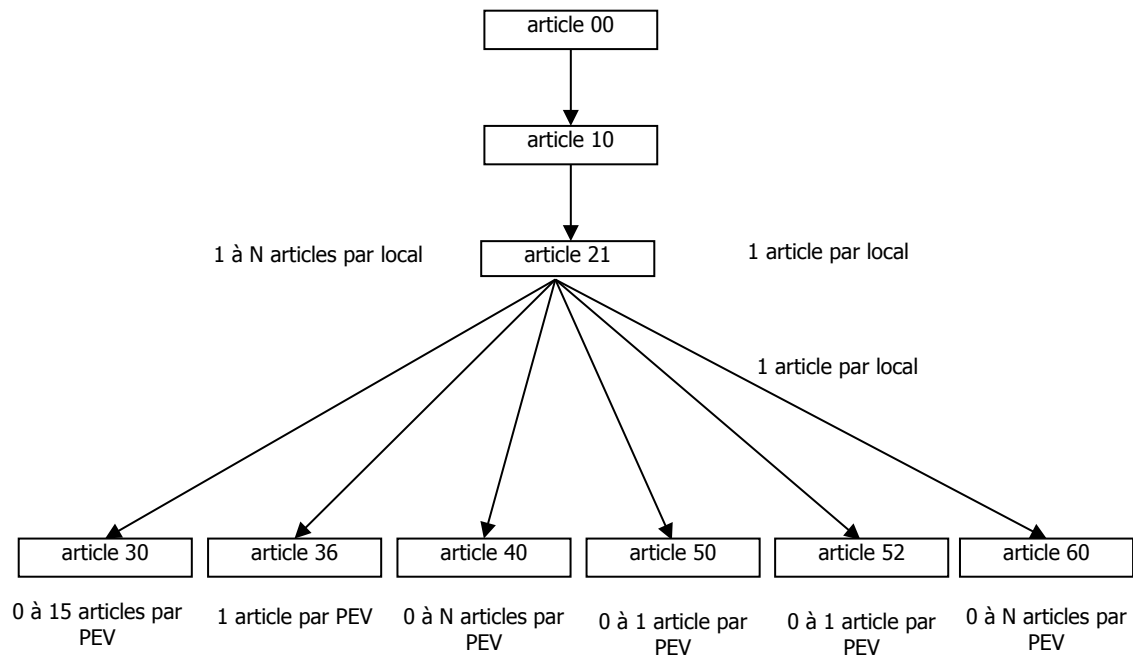 article 00
article 10
1 à N articles par local
article 21
1 article par local
1 article par local
article 30
article 36
article 40
article 50
article 52
article 60
0 à 15 articles par
PEV
1 article par PEV
0 à N articles par
PEV
0 à 1 article par
PEV
0 à 1 article par
PEV
0 à N articles par
PEV